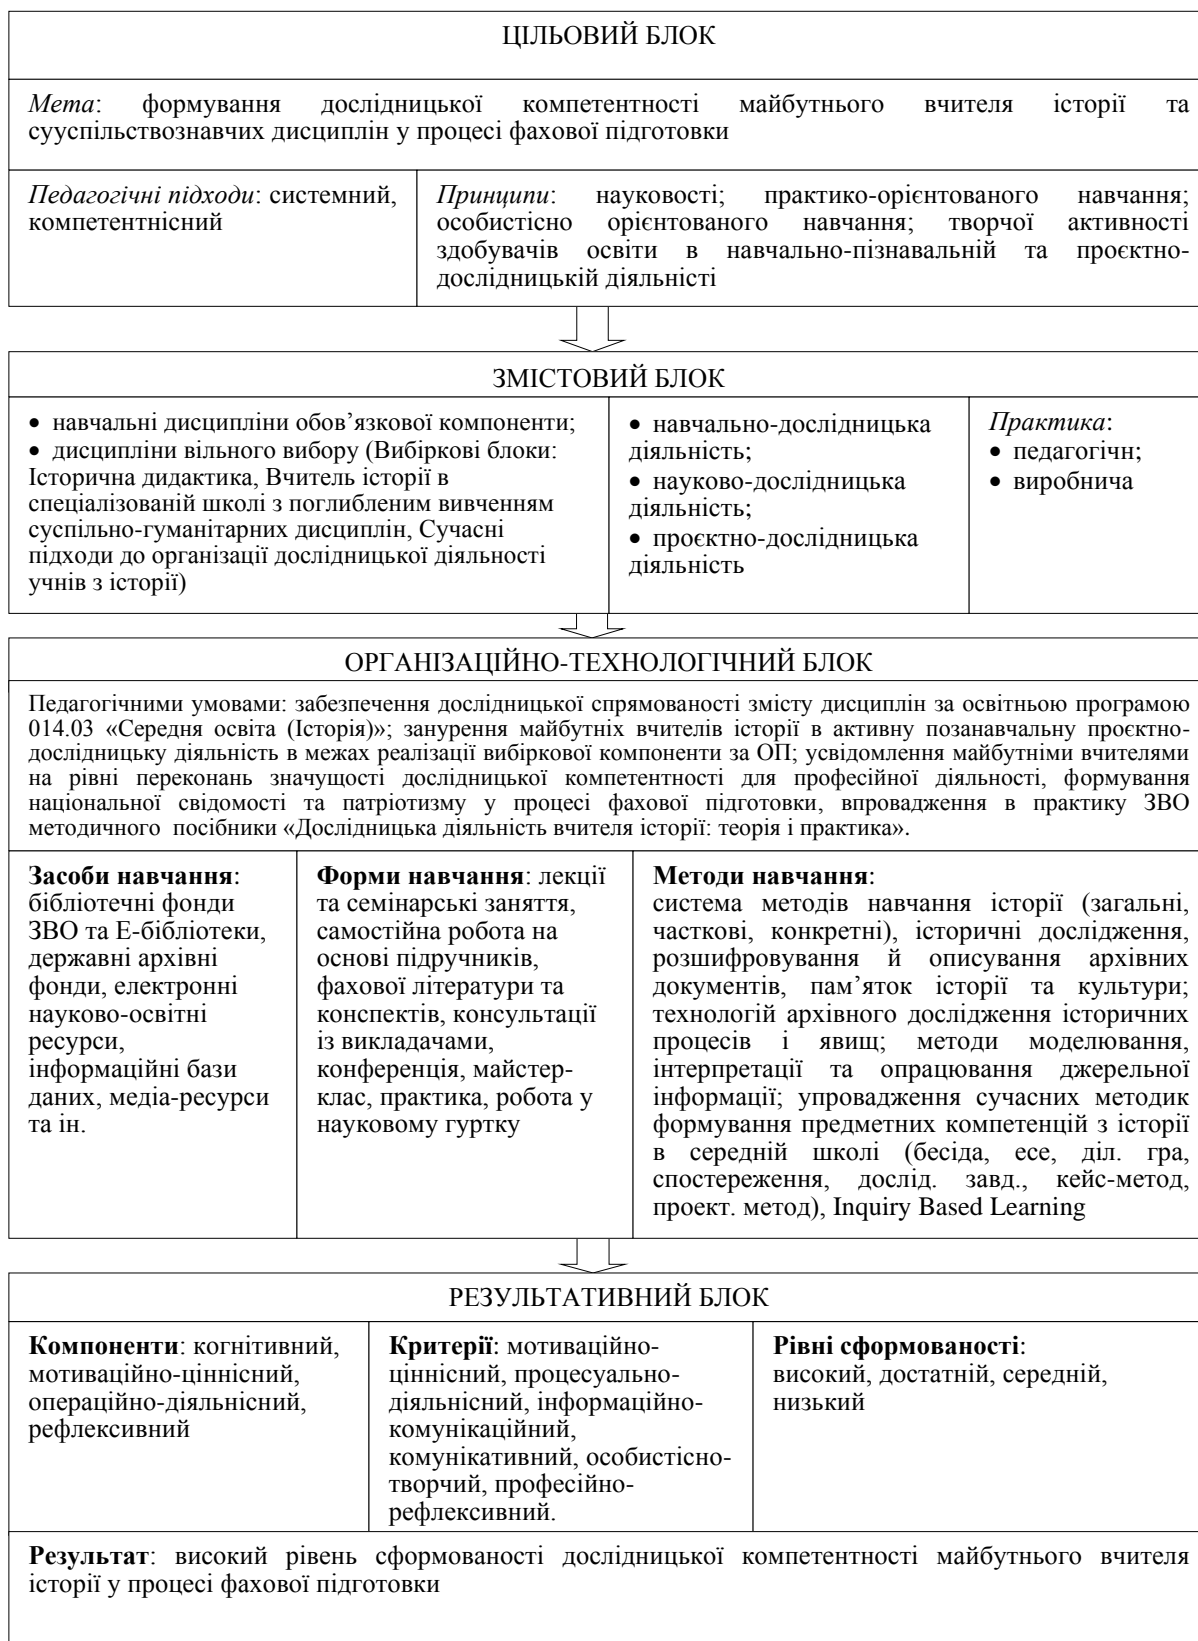 ЦІЛЬОВИЙ БЛОК
Мета: формування дослідницької компетентності майбутнього вчителя історії та
сууспільствознавчих дисциплін у процесі фахової підготовки
Педагогічні підходи: системний,
компетентнісний
Принципи: науковості; практико-орієнтованого навчання;
особистісно орієнтованого навчання; творчої активності
здобувачів освіти в навчально-пізнавальній та проєктно-
дослідницькій діяльністі
ЗМІСТОВИЙ БЛОК
• навчальні дисципліни обов’язкової компоненти;
• дисципліни вільного вибору (Вибіркові блоки:
Історична дидактика, Вчитель історії в
спеціалізованій школі з поглибленим вивченням
суспільно-гуманітарних дисциплін, Сучасні
підходи до організації дослідницької діяльності
учнів з історії)
• навчально-дослідницька
діяльність;
• науково-дослідницька
діяльність;
• проєктно-дослідницька
діяльність
Практика:
• педагогічн;
• виробнича
ОРГАНІЗАЦІЙНО-ТЕХНОЛОГІЧНИЙ БЛОК
Педагогічними умовами: забезпечення дослідницької спрямованості змісту дисциплін за освітньою програмою
014.03 «Середня освіта (Історія)»; занурення майбутніх вчителів історії в активну позанавчальну проєктно-
дослідницьку діяльність в межах реалізації вибіркової компоненти за ОП; усвідомлення майбутніми вчителями
на рівні переконань значущості дослідницької компетентності для професійної діяльності, формування
національної свідомості та патріотизму у процесі фахової підготовки, впровадження в практику ЗВО
методичного посібники «Дослідницька діяльність вчителя історії: теорія і практика».
Засоби навчання:
бібліотечні фонди
ЗВО та Е-бібліотеки,
державні архівні
фонди, електронні
науково-освітні
ресурси,
інформаційні бази
даних, медіа-ресурси
та ін.
Форми навчання: лекції
та семінарські заняття,
самостійна робота на
основі підручників,
фахової літератури та
конспектів, консультації
із викладачами,
конференція, майстер-
клас, практика, робота у
науковому гуртку
Методи навчання:
система методів навчання історії (загальні,
часткові, конкретні), історичні дослідження,
розшифровування й описування архівних
документів, пам’яток історії та культури;
технологій архівного дослідження історичних
процесів і явищ; методи моделювання,
інтерпретації та опрацювання джерельної
інформації; упровадження сучасних методик
формування предметних компетенцій з історії
в середній школі (бесіда, есе, діл. гра,
спостереження, дослід. завд., кейс-метод,
проект. метод), Inquiry Based Learning
РЕЗУЛЬТАТИВНИЙ БЛОК
Компоненти: когнітивний,
мотиваційно-ціннісний,
операційно-діяльнісний,
рефлексивний
Критерії: мотиваційно-
ціннісний, процесуально-
діяльнісний, інформаційно-
комунікаційний,
комунікативний, особистісно-
творчий, професійно-
рефлексивний.
Рівні сформованості:
високий, достатній, середній,
низький
Результат: високий рівень сформованості дослідницької компетентності майбутнього вчителя
історії у процесі фахової підготовки